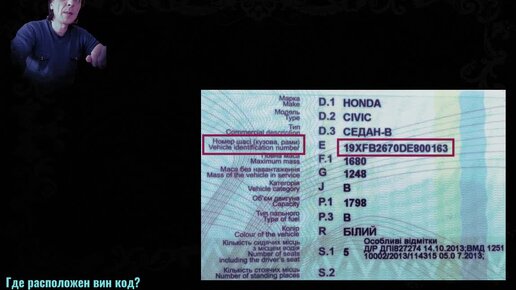 Марка
Make D.1 HONDA
Модель
Type D.2 CIVIC
Тип
Commercial description D.3 СЕДАН-В
Номер шасі (кузова, рами)
Vehicle identification number E 19XFB2670DE800163
Повна маса
Maximum mass F.1 1680
Маса без навантаження
Mass of the vehicle in service G 1248
Категорія
Vehicle category J B
Об'єм двигуна
Capacity P.1 1798
Тип пального
Type of fuel P.3 B
Колір
Colour of the vehicle R БІЛИЙ
Кількість сидячих місць
з місцем водія
Number of seats
including the driver's seat S.1 5
Особливі відмітки
Д/Р ДПІ827274 14.10.2013;ВМД 1251
10002/2013/114315 05.0 7.2013;
Кількість стоячих місць
Number of standing places S.2
Где расположен вин код?